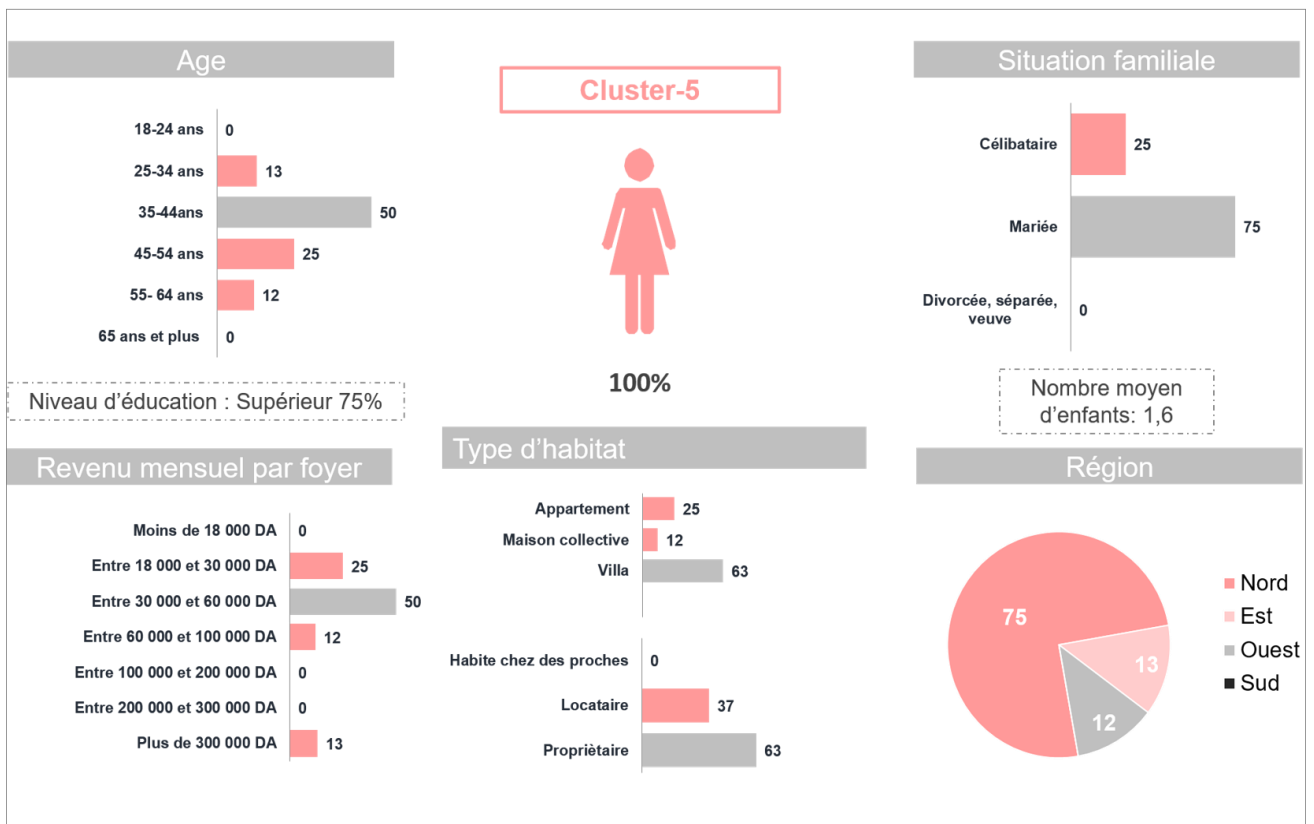 Age
18-24 ans 0
25-34 ans 13
35-44ans 50
45-54 ans 25
55- 64 ans 12
65 ans et plus 0
Niveau d'éducation : Supérieur 75%
Cluster-5
100%
Situation familiale
Célibataire 25
Mariée 75
Divorcée, séparée,
veuve 0
Nombre moyen
d'enfants: 1,6
Revenu mensuel par foyer
Moins de 18 000 DA 0
Entre 18 000 et 30 000 DA 25
Entre 30 000 et 60 000 DA 50
Entre 60 000 et 100 000 DA 12
Entre 100 000 et 200 000 DA 0
Entre 200 000 et 300 000 DA 0
Plus de 300 000 DA 13
Type d'habitat
Appartement 25
Maison collective 12
Villa 63
Habite chez des proches 0
Locataire 37
Propriètaire 63
Région
75
13
12
Nord
Est
Ouest
Sud